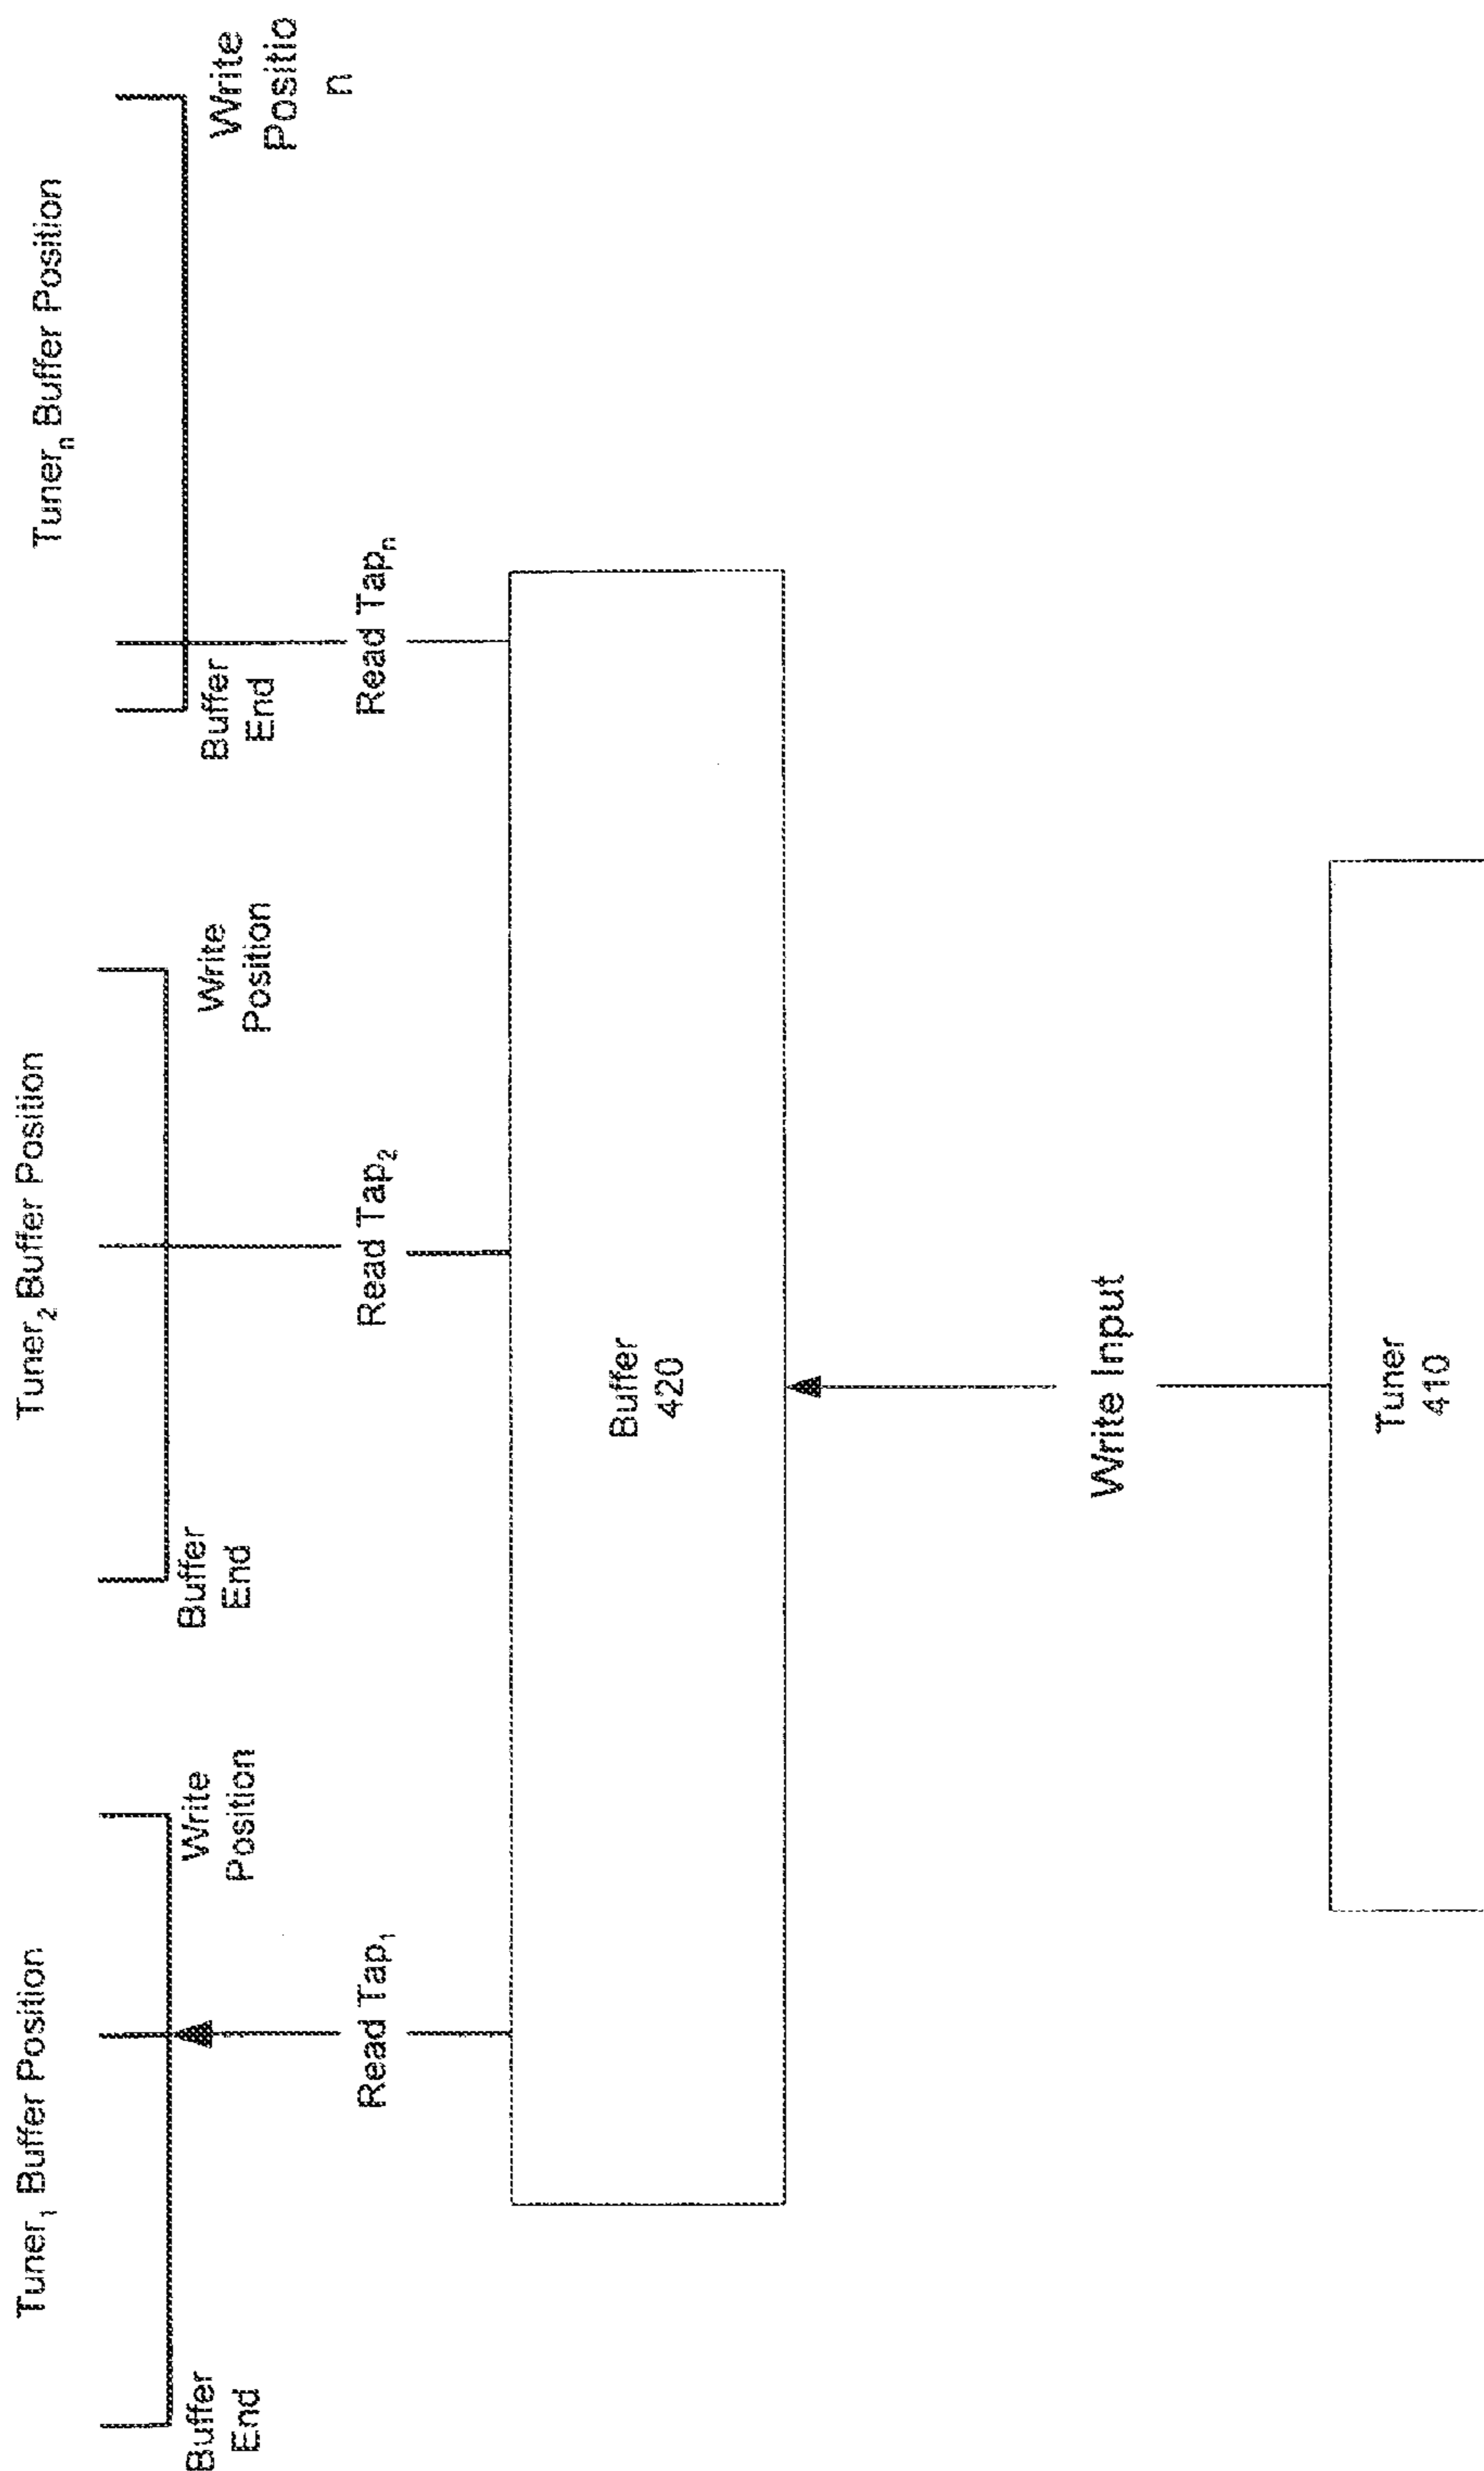 Tuner₁ Buffer Position
Tuner₂ Buffer Position
Tunerₙ Buffer Position
Buffer
End
Write
Position
Buffer
End
Write
Position
Buffer
End
Write
Positio
n
Read Tap₁
Read Tap₂
Read Tapₙ
Buffer
420
Write Input
Tuner
410